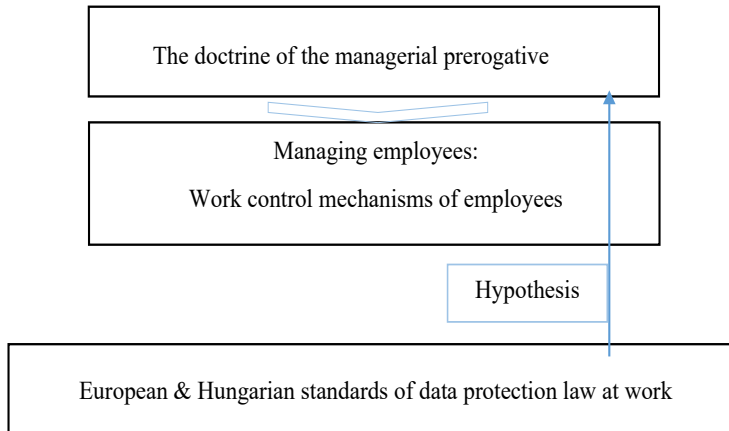 The doctrine of the managerial prerogative
Managing employees:
Work control mechanisms of employees
Hypothesis
European & Hungarian standards of data protection law at work